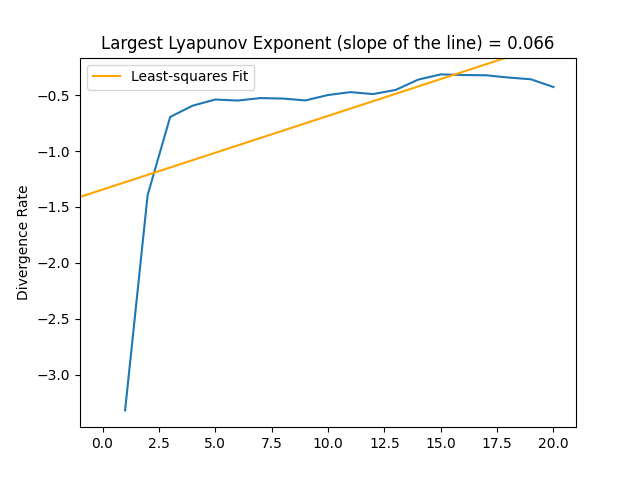 Largest Lyapunov Exponent (slope of the line) = 0.066
Least-squares Fit
Divergence Rate
−0.5
−1.0
−1.5
−2.0
−2.5
−3.0
0.0 2.5 5.0 7.5 10.0 12.5 15.0 17.5 20.0